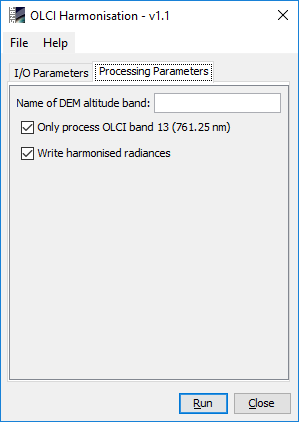 OLCI Harmonisation - v1.1
File Help
I/O Parameters Processing Parameters
Name of DEM altitude band:
Only process OLCI band 13 (761.25 nm)
Write harmonised radiances
Run Close